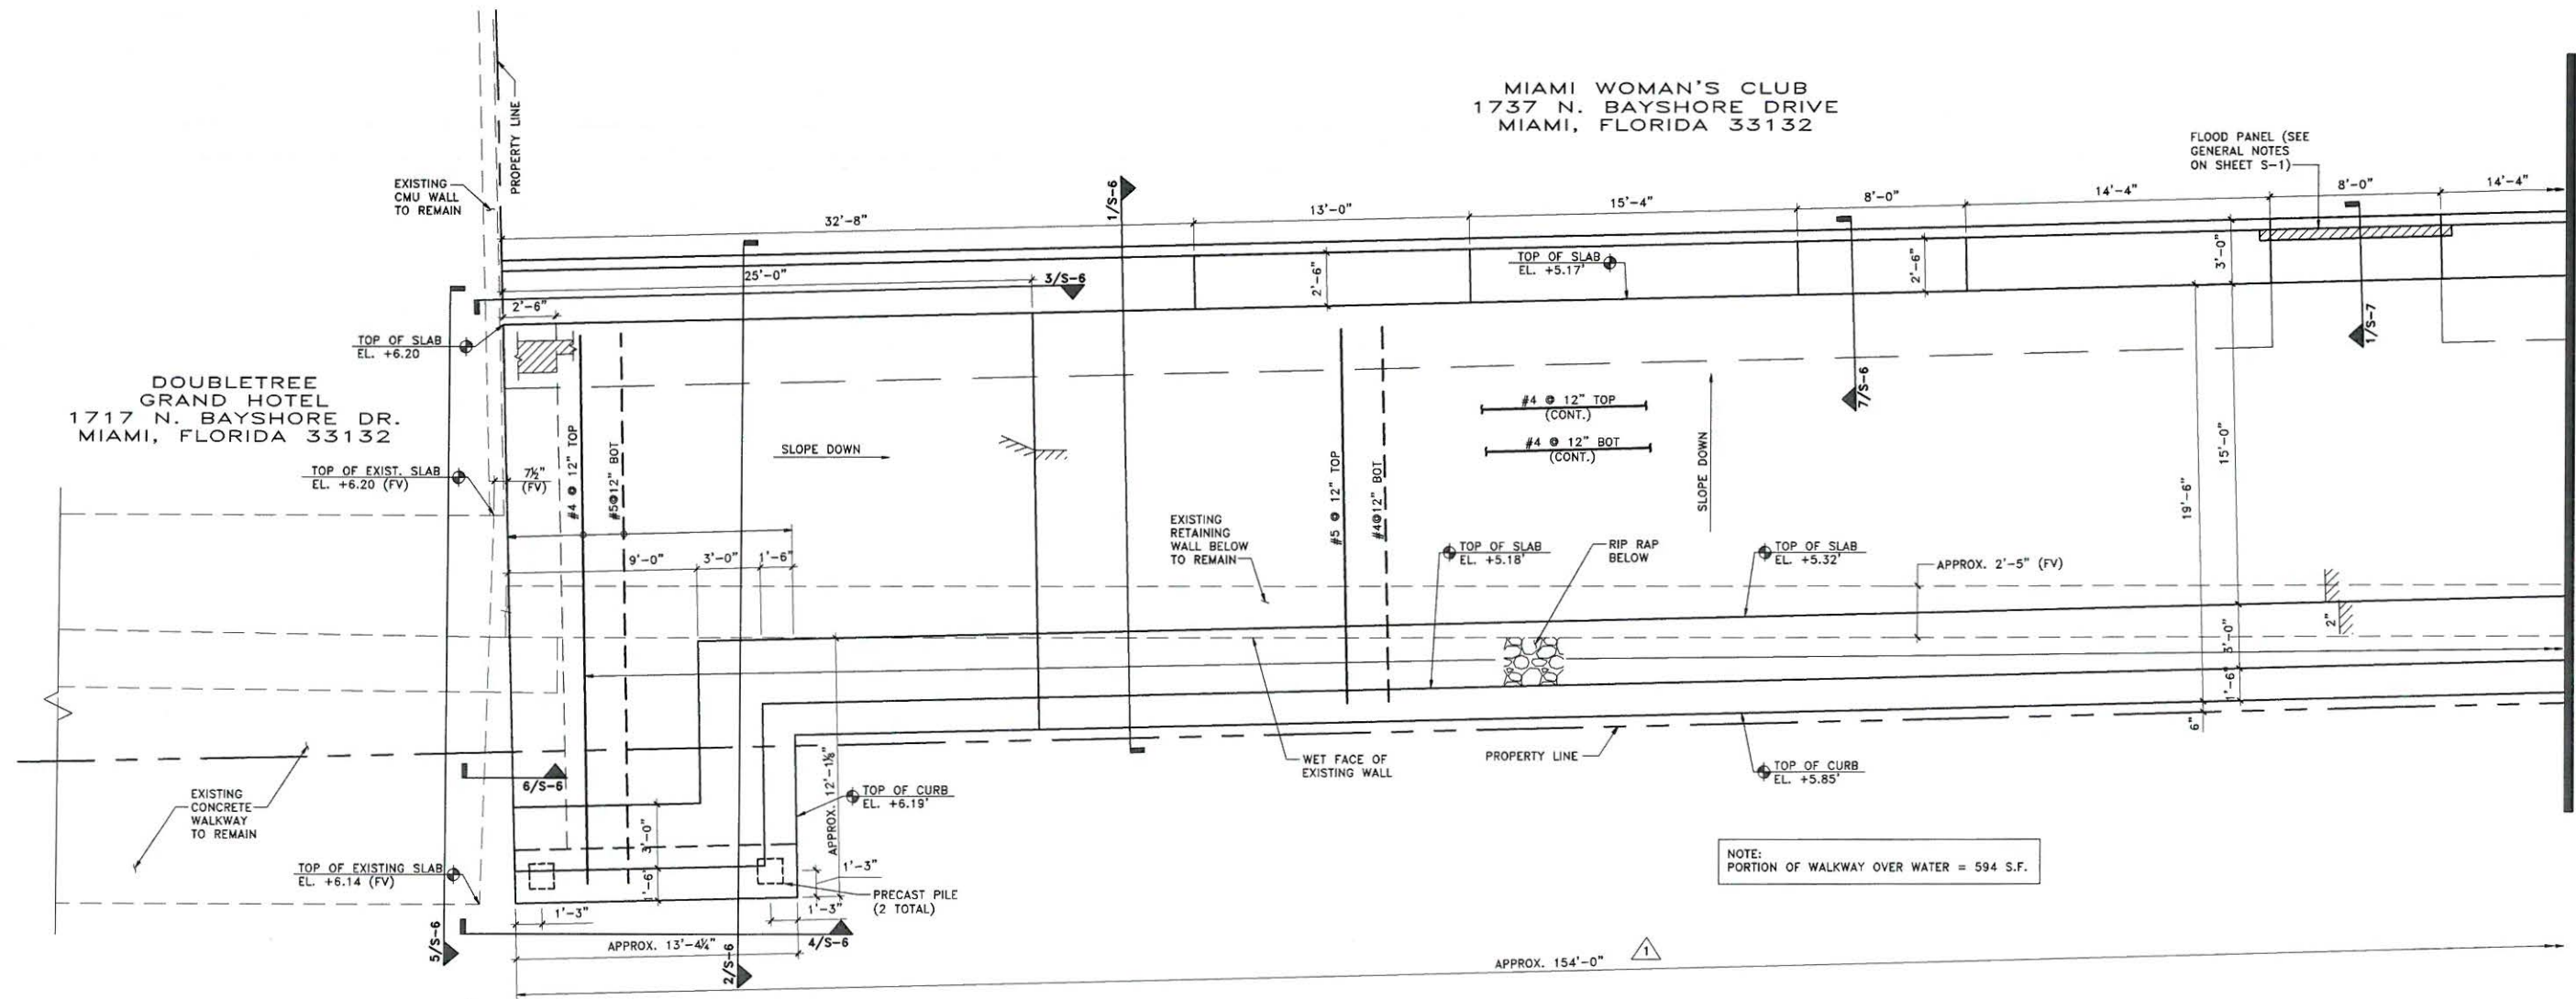 MIAMI WOMAN'S CLUB
1737 N. BAYSHORE DRIVE
MIAMI, FLORIDA 33132
PROPERTY LINE
EXISTING
CMU WALL
TO REMAIN
FLOOD PANEL (SEE
GENERAL NOTES
ON SHEET S-1)
1/S-6
32'-8"
13'-0"
15'-4"
8'-0"
14'-4"
8'-0"
14'-4"
25'-0"
3/S-6
2'-6"
2'-6"
TOP OF SLAB
EL. +5.17'
2'-6"
3'-0"
TOP OF SLAB
EL. +6.20
1/S-7
7/S-6
DOUBLETREE
GRAND HOTEL
1717 N. BAYSHORE DR.
MIAMI, FLORIDA 33132
#4 @ 12" TOP
(CONT.)
#4 @ 12" BOT
(CONT.)
SLOPE DOWN
SLOPE DOWN
TOP OF EXIST. SLAB
EL. +6.20 (FV)
7½"
(FV)
#4 @ 12" TOP
#5@12" BOT
#5 @ 12" TOP
#4@12" BOT
15'-0"
19'-6"
EXISTING
RETAINING
WALL BELOW
TO REMAIN
TOP OF SLAB
EL. +5.18'
RIP RAP
BELOW
TOP OF SLAB
EL. +5.32'
APPROX. 2'-5" (FV)
9'-0"
3'-0"
1'-6"
2"
3'-0"
1'-6"
6"
WET FACE OF
EXISTING WALL
PROPERTY LINE
TOP OF CURB
EL. +5.85'
6/S-6
EXISTING
CONCRETE
WALKWAY
TO REMAIN
TOP OF CURB
EL. +6.19'
APPROX. 12'-1⅛"
3'-0"
1'-6"
1'-3"
TOP OF EXISTING SLAB
EL. +6.14 (FV)
PRECAST PILE
(2 TOTAL)
1'-3"
1'-3"
APPROX. 13'-4¼"
4/S-6
5/S-6
2/S-6
NOTE:
PORTION OF WALKWAY OVER WATER = 594 S.F.
APPROX. 154'-0"
1